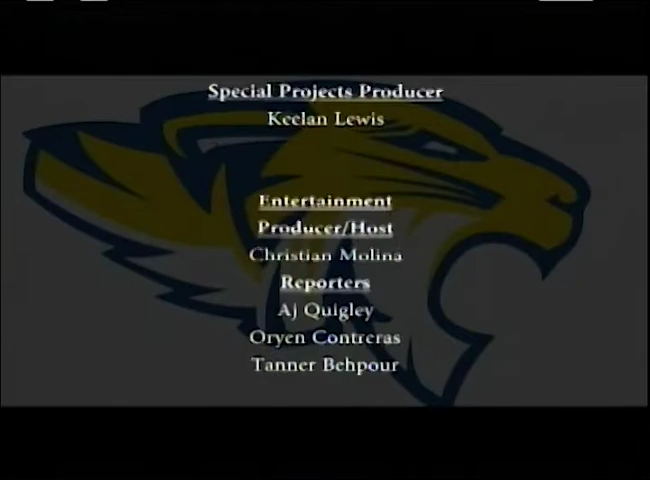 Special Projects Producer
Keelan Lewis
Entertainment
Producer/Host
Christian Molina
Reporters
Aj Quigley
Oryen Contreras
Tanner Behpour